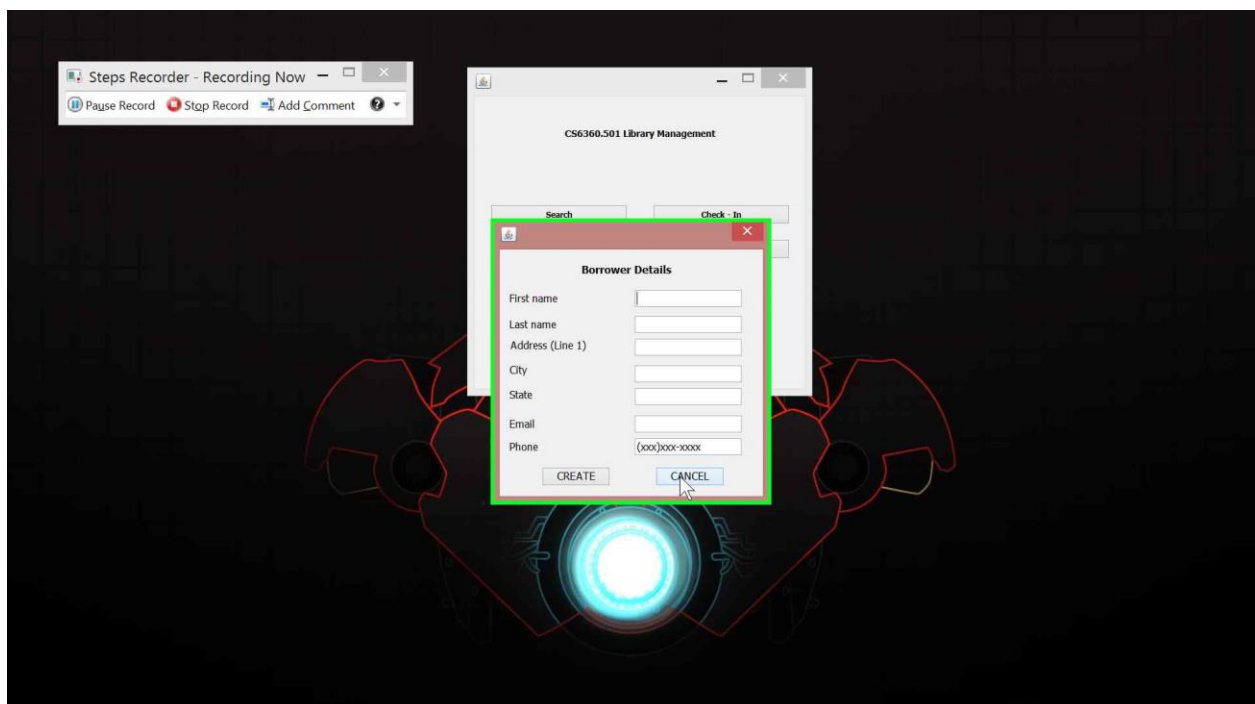 Steps Recorder - Recording Now
Pause Record Stop Record Add Comment
CS6360.501 Library Management
Search Check - In
Borrower Details
First name
Last name
Address (Line 1)
City
State
Email
Phone (xxx)xxx-xxxx
CREATE CANCEL